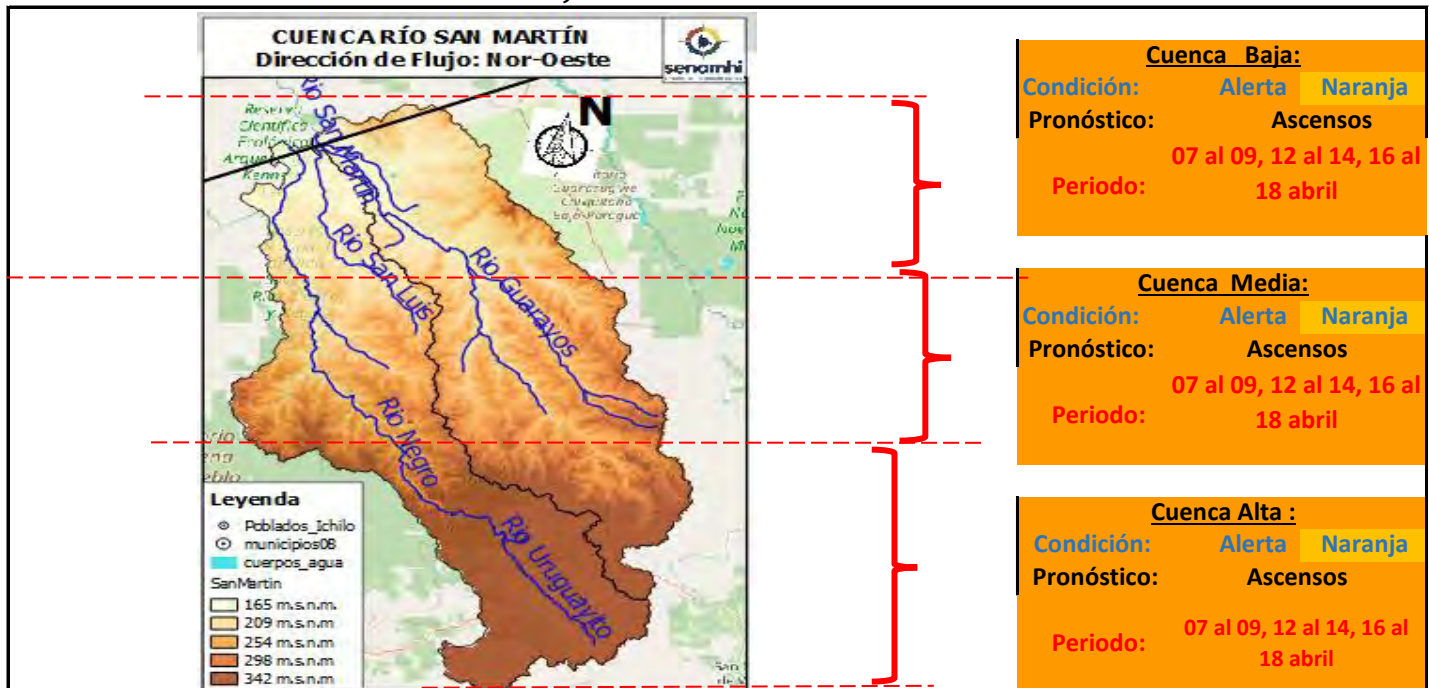 CUENCA RÍO SAN MARTÍN
Dirección de Flujo: Nor-Oeste
senamhi
N
Reserva
Científica
Ecológica
Kenn
Río San Martín
Río San Luis
Río Guarayos
Río Negro
Río Uruguayito
Leyenda
Poblados_Ichilo
municipios08
cuerpos_agua
SanMartin
165 m.s.n.m.
209 m.s.n.m
254 m.s.n.m
298 m.s.n.m
342 m.s.n.m
Cuenca Baja:
Condición: Alerta Naranja
Pronóstico: Ascensos
07 al 09, 12 al 14, 16 al
Periodo: 18 abril
Cuenca Media:
Condición: Alerta Naranja
Pronóstico: Ascensos
07 al 09, 12 al 14, 16 al
Periodo: 18 abril
Cuenca Alta :
Condición: Alerta Naranja
Pronóstico: Ascensos
Periodo: 07 al 09, 12 al 14, 16 al
18 abril